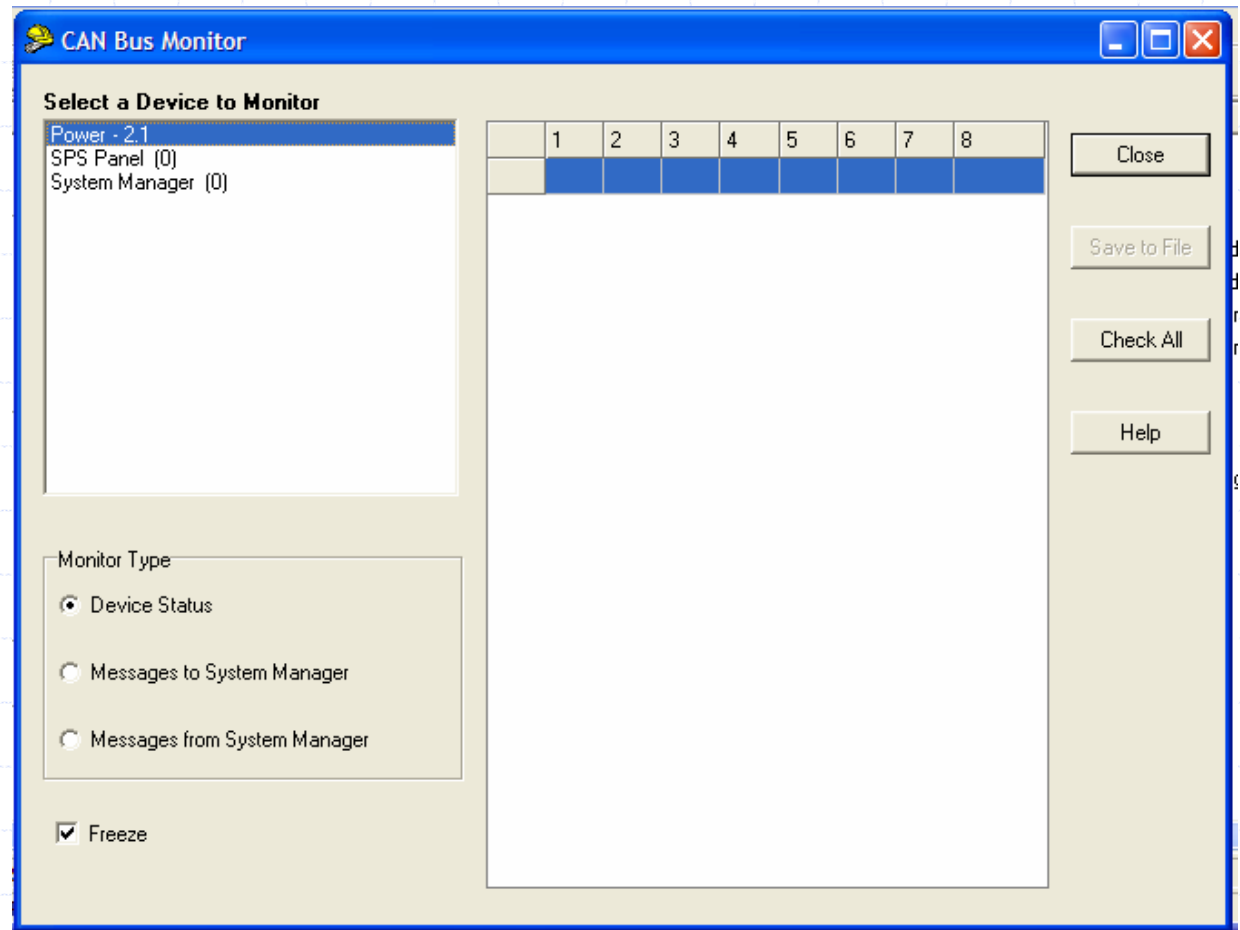 CAN Bus Monitor
Select a Device to Monitor
Power - 2.1
SPS Panel (0)
System Manager (0)
1 2 3 4 5 6 7 8
Close
Save to File
Check All
Help
Monitor Type
Device Status
Messages to System Manager
Messages from System Manager
Freeze